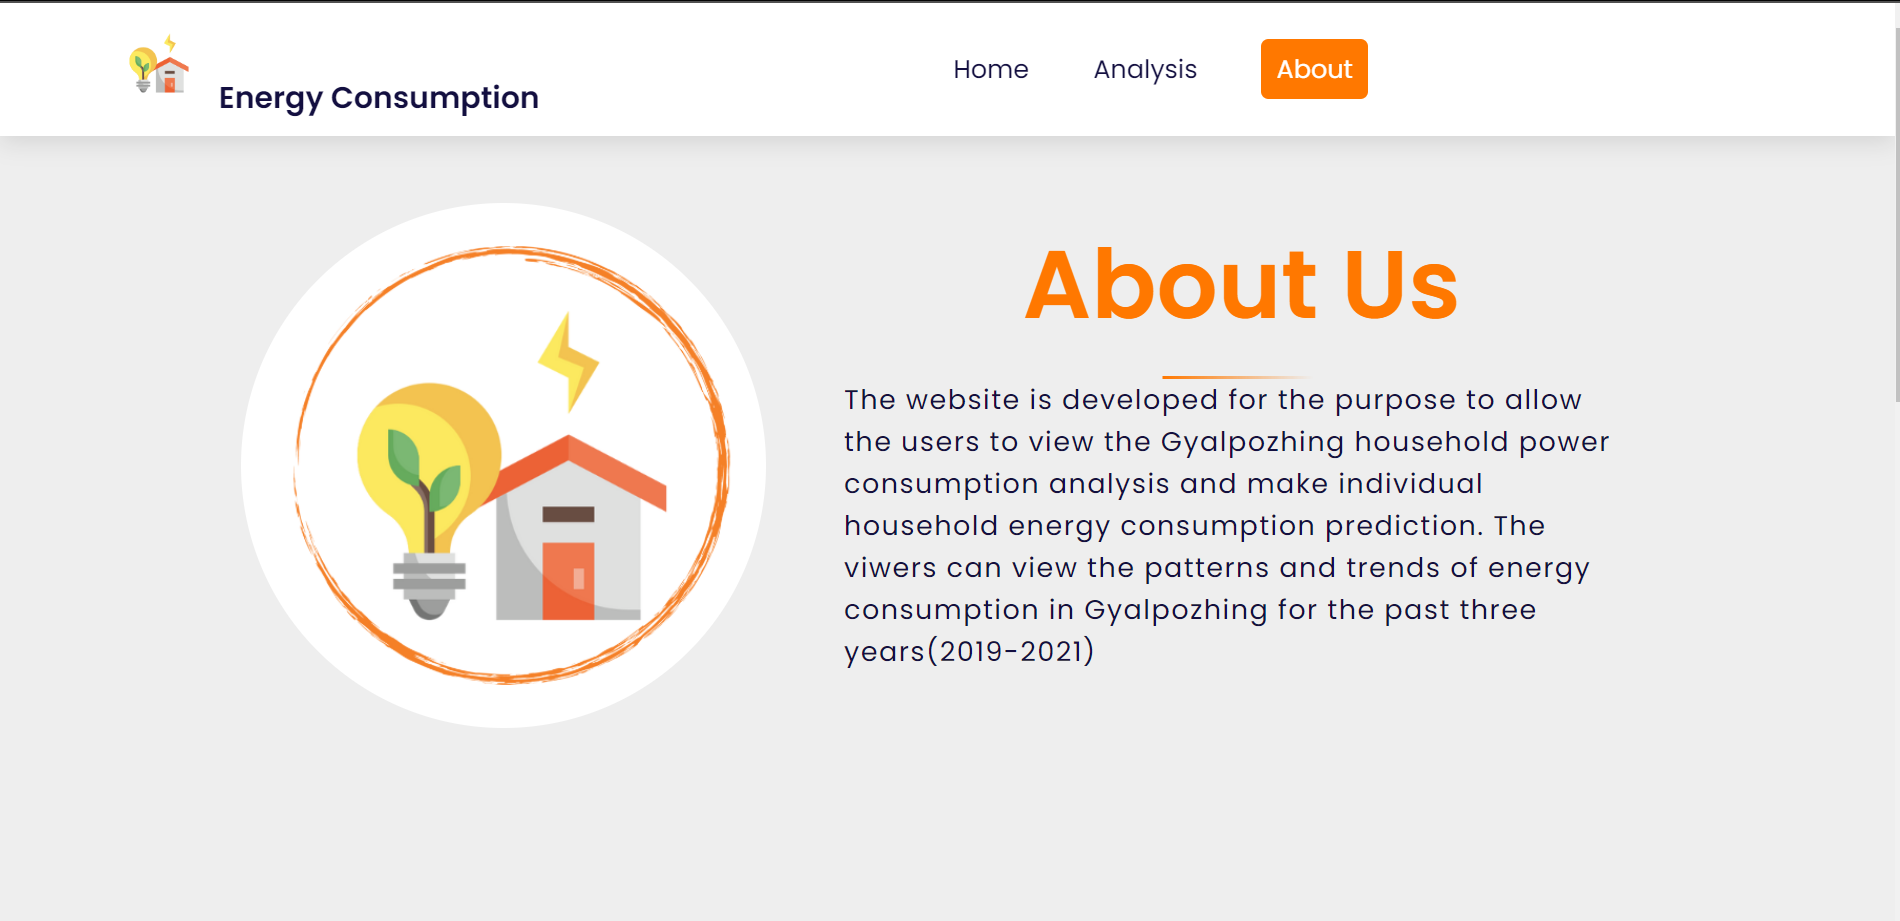 Energy Consumption
Home
Analysis
About
About Us
The website is developed for the purpose to allow
the users to view the Gyalpozhing household power
consumption analysis and make individual
household energy consumption prediction. The
viwers can view the patterns and trends of energy
consumption in Gyalpozhing for the past three
years(2019-2021)